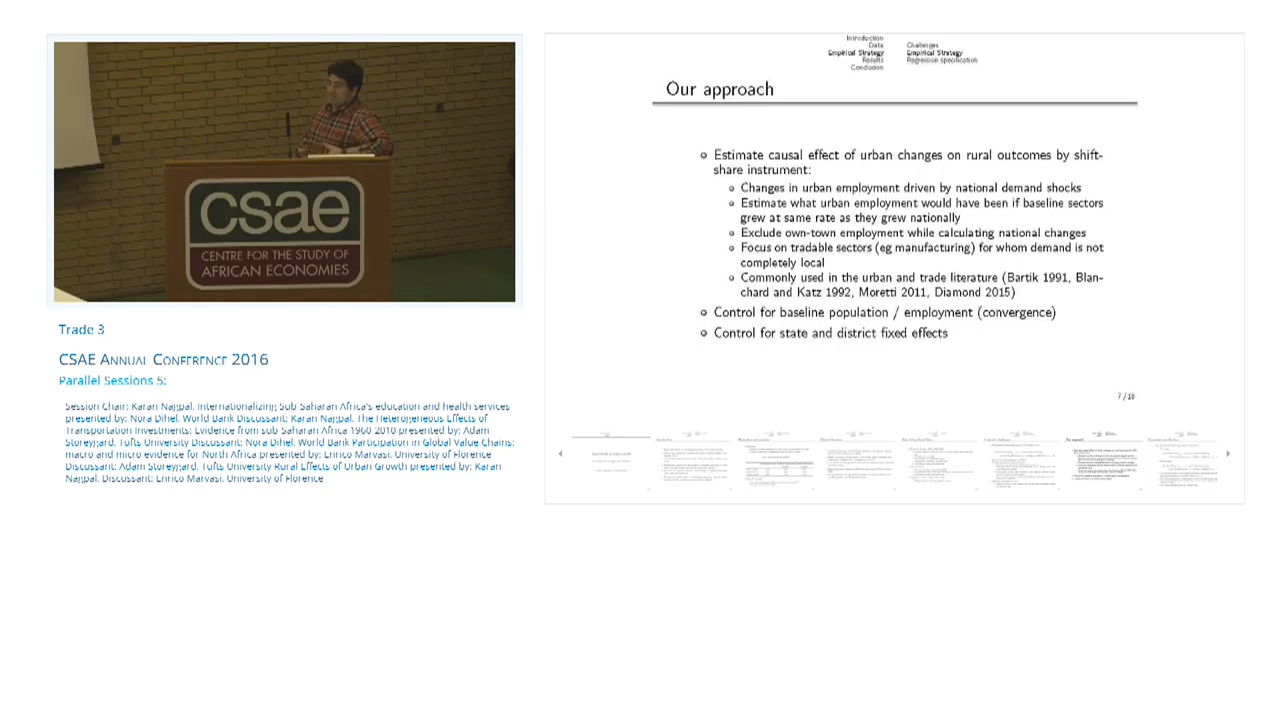 csae
CENTRE FOR THE STUDY OF
AFRICAN ECONOMIES
Trade 3
CSAE Annual Conference 2016
Parallel Sessions 5:
Session Chair: Karan Nagpal. Internationalizing Sub Saharan Africa's education and health services
presented by: Nora Dihel, World Bank Discussant: Karan Nagpal. The Heterogeneous Effects of
Transportation Investments: Evidence from sub Saharan Africa 1960 2010 presented by: Adam
Storeygard, Tufts University Discussant: Nora Dihel, World Bank Participation in Global Value Chains:
macro and micro evidence for North Africa presented by: Enrico Marvasi, University of Florence
Discussant: Adam Storeygard, Tufts University Rural Effects of Urban Growth presented by: Karan
Nagpal, Discussant: Enrico Marvasi, University of Florence
Introduction
Data
Empirical Strategy
Results
Conclusion
Challenges
Empirical Strategy
Regression specification
Our approach
Estimate causal effect of urban changes on rural outcomes by shift-
share instrument:
Changes in urban employment driven by national demand shocks
Estimate what urban employment would have been if baseline sectors
grew at same rate as they grew nationally
Exclude own-town employment while calculating national changes
Focus on tradable sectors (eg manufacturing) for whom demand is not
completely local
Commonly used in the urban and trade literature (Bartik 1991, Blan-
chard and Katz 1992, Moretti 2011, Diamond 2015)
Control for baseline population / employment (convergence)
Control for state and district fixed effects
7 / 18